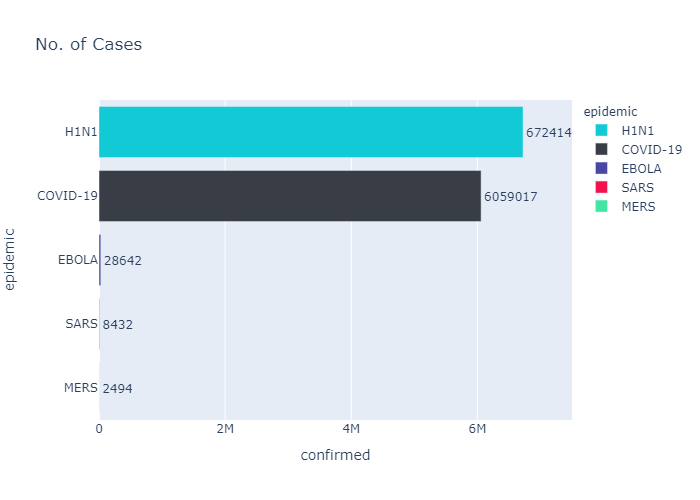 No. of Cases
epidemic
H1N1
672414
COVID-19
6059017
EBOLA
28642
SARS
8432
MERS
2494
0
2M
4M
6M
confirmed
epidemic
H1N1
COVID-19
EBOLA
SARS
MERS